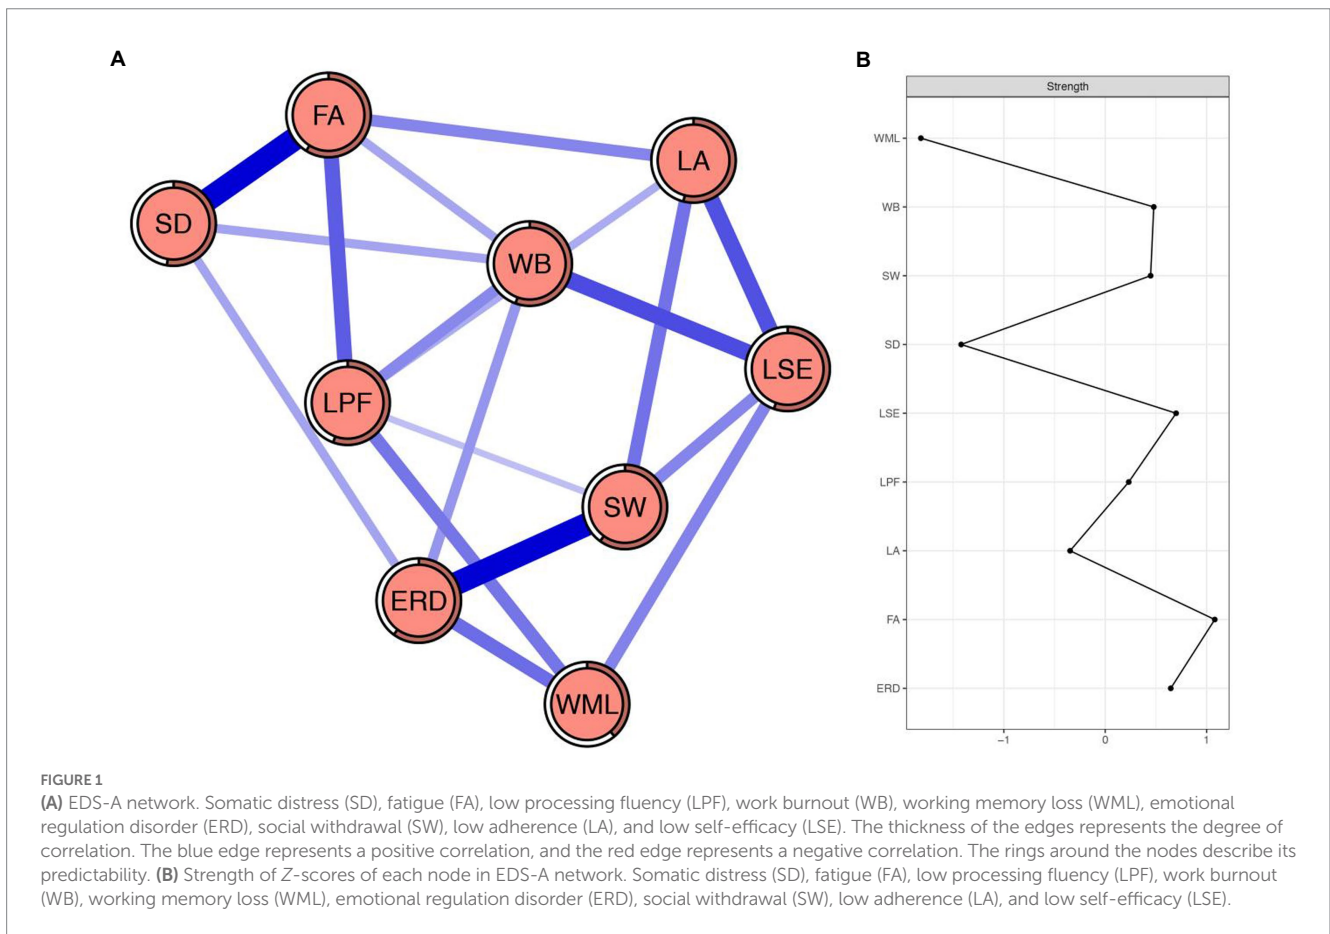 A
FA
LA
SD
WB
LSE
LPF
SW
ERD
WML
B
Strength
WML
WB
SW
SD
LSE
LPF
LA
FA
ERD
−1 0 1
FIGURE 1
(A) EDS-A network. Somatic distress (SD), fatigue (FA), low processing fluency (LPF), work burnout (WB), working memory loss (WML), emotional
regulation disorder (ERD), social withdrawal (SW), low adherence (LA), and low self-efficacy (LSE). The thickness of the edges represents the degree of
correlation. The blue edge represents a positive correlation, and the red edge represents a negative correlation. The rings around the nodes describe its
predictability. (B) Strength of Z-scores of each node in EDS-A network. Somatic distress (SD), fatigue (FA), low processing fluency (LPF), work burnout
(WB), working memory loss (WML), emotional regulation disorder (ERD), social withdrawal (SW), low adherence (LA), and low self-efficacy (LSE).